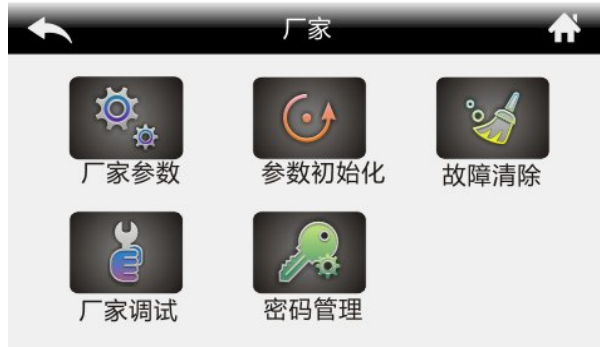 厂家
厂家参数
参数初始化
故障清除
厂家调试
密码管理